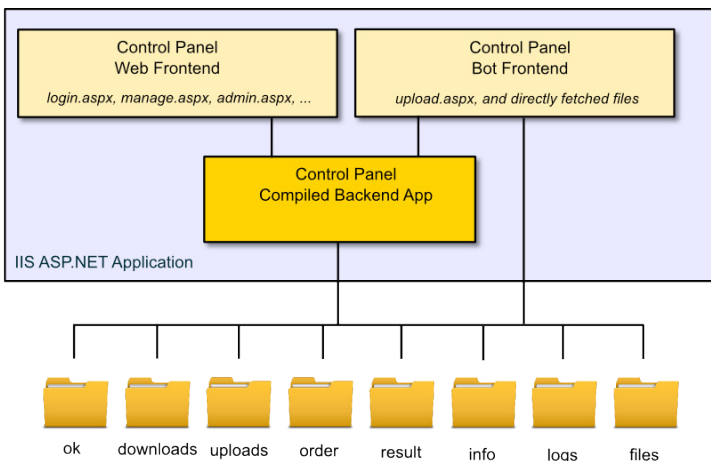 Control Panel
Web Frontend
login.aspx, manage.aspx, admin.aspx, ...
Control Panel
Bot Frontend
upload.aspx, and directly fetched files
Control Panel
Compiled Backend App
IIS ASP.NET Application
ok
downloads
uploads
order
result
info
logs
files